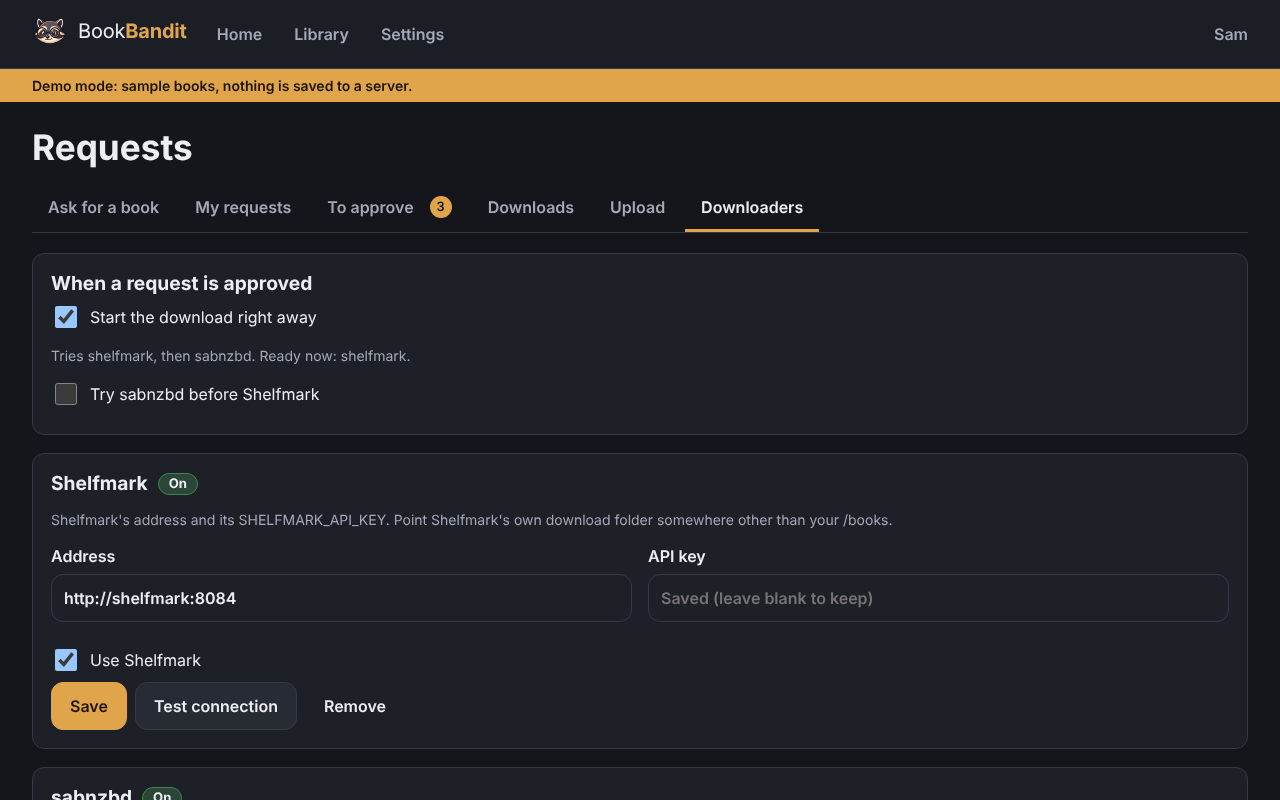 BookBandit Home Library Settings Sam
Demo mode: sample books, nothing is saved to a server.
Requests
Ask for a book My requests To approve 3 Downloads Upload Downloaders
When a request is approved
Start the download right away
Tries shelfmark, then sabnzbd. Ready now: shelfmark.
Try sabnzbd before Shelfmark
Shelfmark On
Shelfmark's address and its SHELFMARK_API_KEY. Point Shelfmark's own download folder somewhere other than your /books.
Address API key
http://shelfmark:8084 Saved (leave blank to keep)
Use Shelfmark
Save Test connection Remove
sabnzbd On